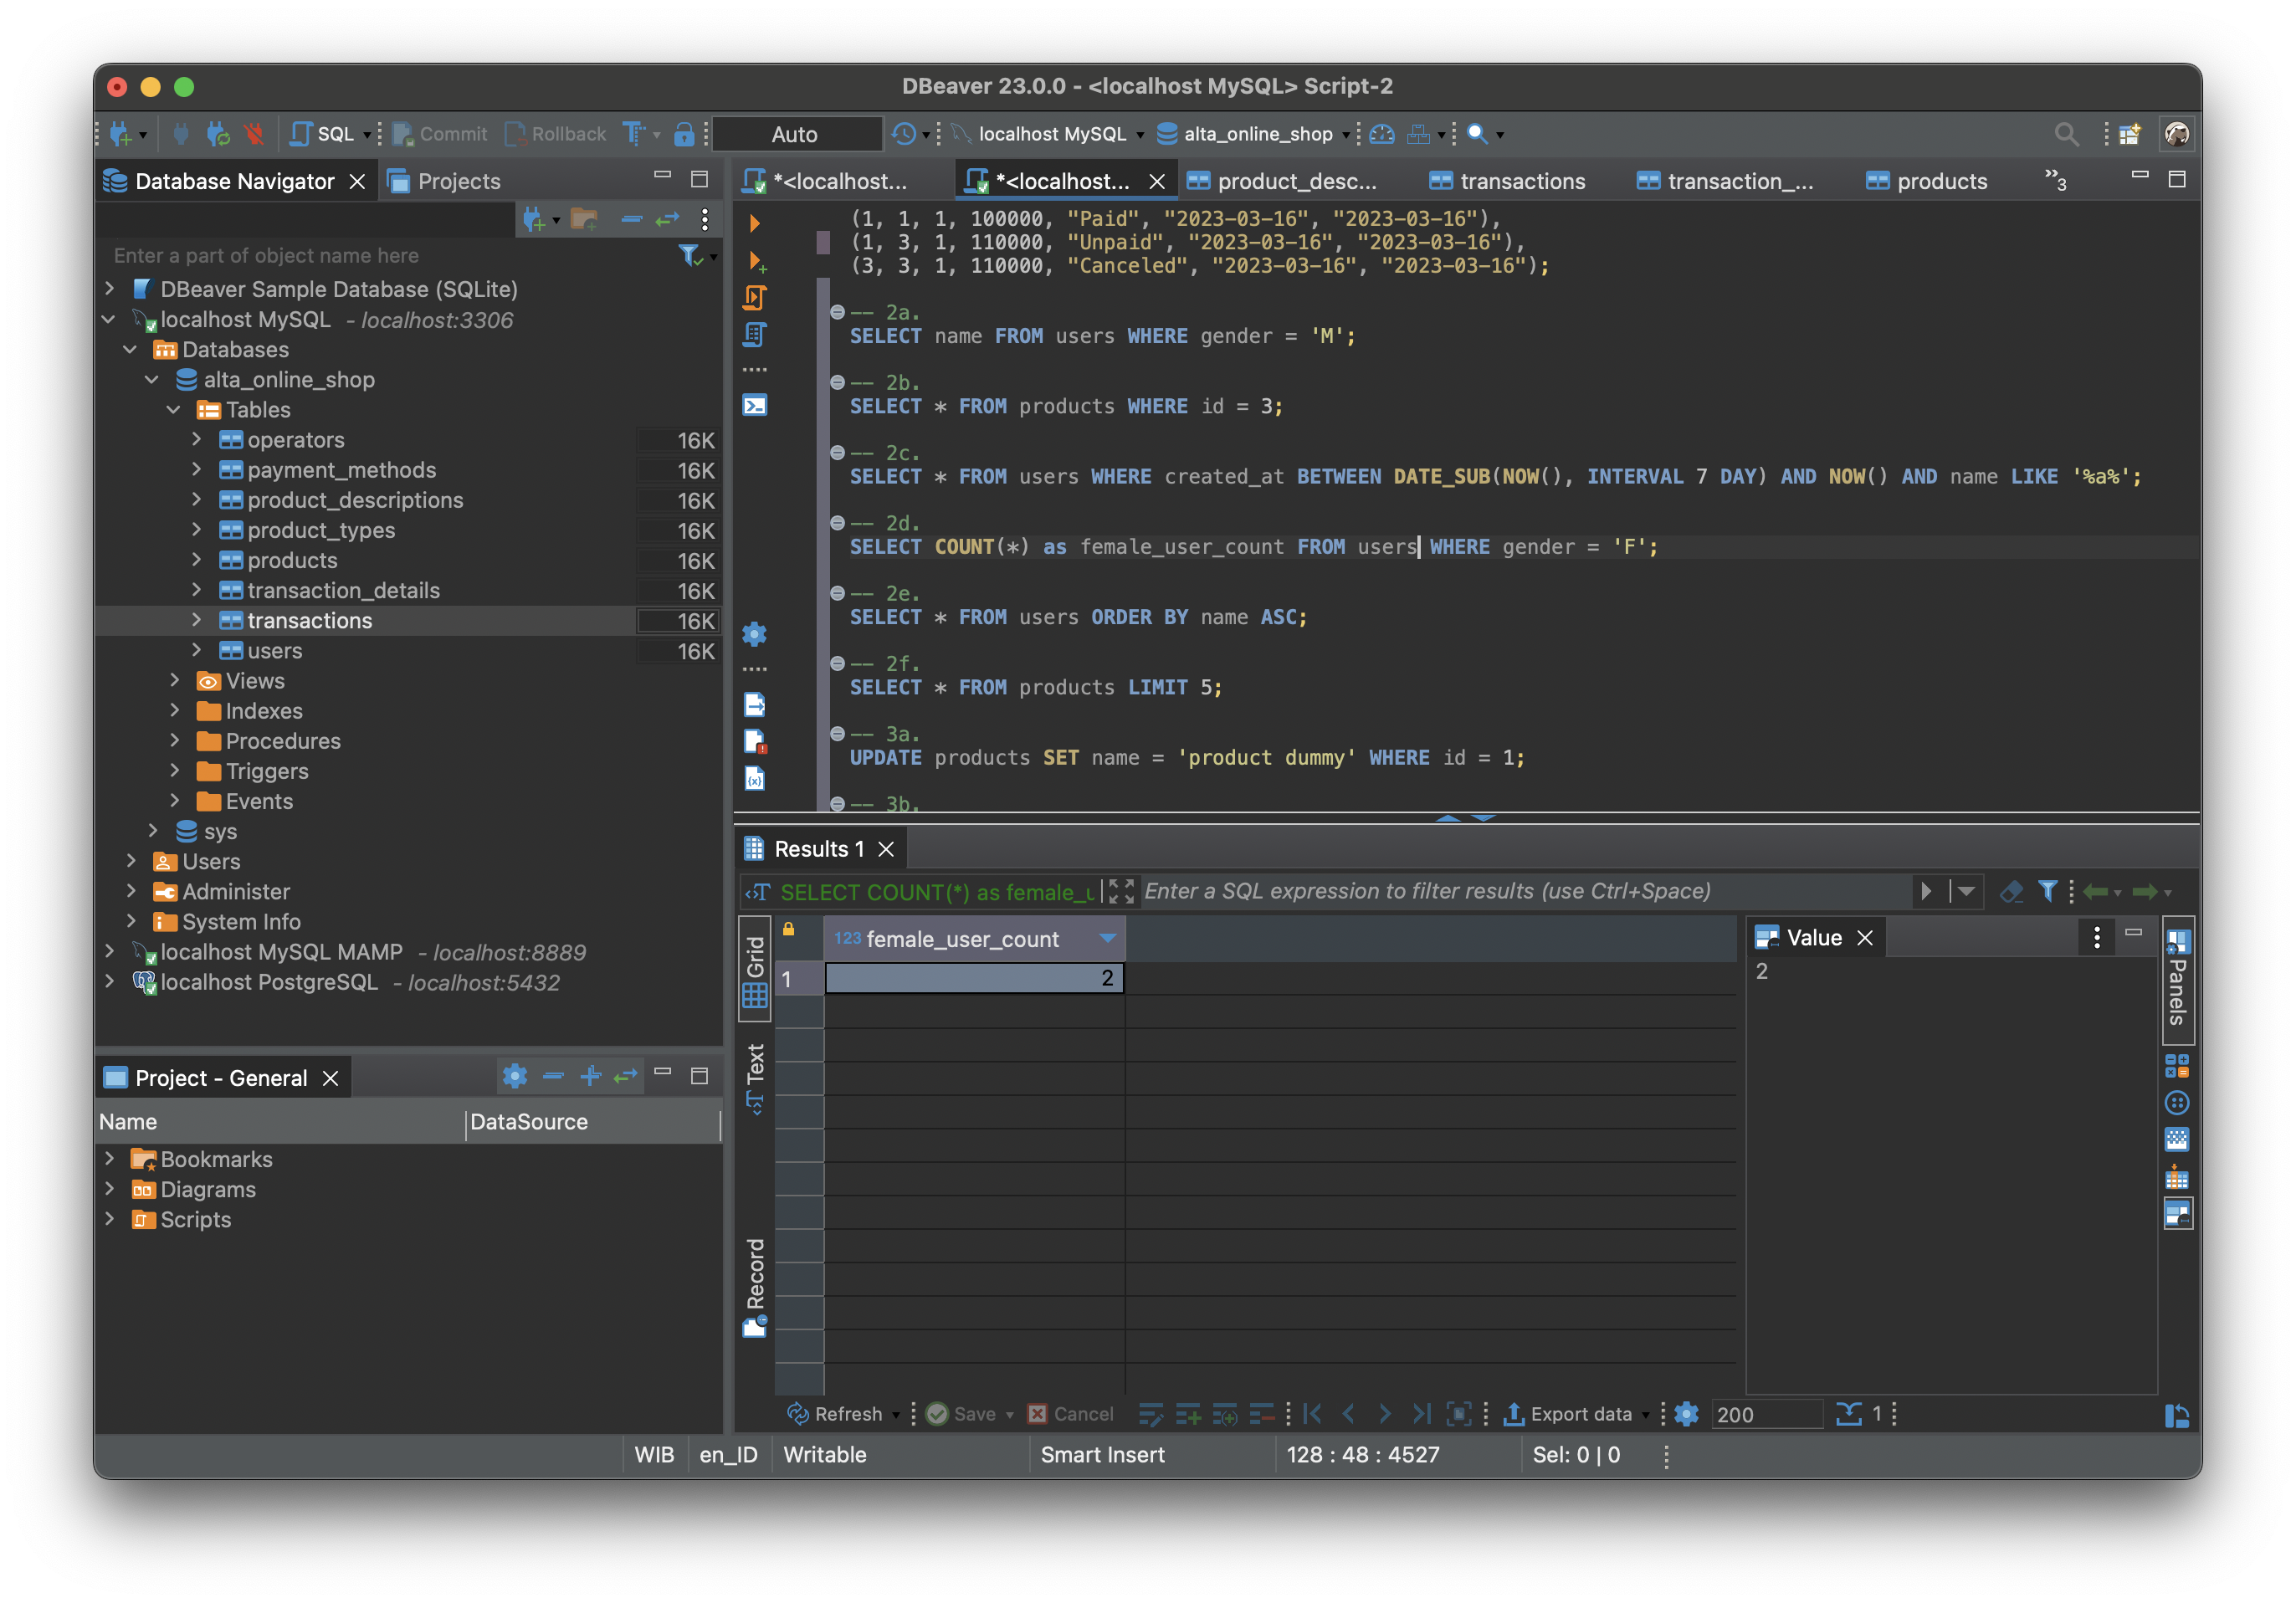 DBeaver 23.0.0 - <localhost MySQL> Script-2
SQL
Commit
Rollback
Auto
localhost MySQL
alta_online_shop
Database Navigator
Projects
Enter a part of object name here
DBeaver Sample Database (SQLite)
localhost MySQL - localhost:3306
Databases
alta_online_shop
Tables
operators 16K
payment_methods 16K
product_descriptions 16K
product_types 16K
products 16K
transaction_details 16K
transactions 16K
users 16K
Views
Indexes
Procedures
Triggers
Events
sys
Users
Administer
System Info
localhost MySQL MAMP - localhost:8889
localhost PostgreSQL - localhost:5432
Project - General
Name DataSource
Bookmarks
Diagrams
Scripts
*<localhost...
*<localhost...
product_desc...
transactions
transaction_...
products
»3
(1, 1, 1, 100000, "Paid", "2023-03-16", "2023-03-16"),
(1, 3, 1, 110000, "Unpaid", "2023-03-16", "2023-03-16"),
(3, 3, 1, 110000, "Canceled", "2023-03-16", "2023-03-16");
-- 2a.
SELECT name FROM users WHERE gender = 'M';
-- 2b.
SELECT * FROM products WHERE id = 3;
-- 2c.
SELECT * FROM users WHERE created_at BETWEEN DATE_SUB(NOW(), INTERVAL 7 DAY) AND NOW() AND name LIKE '%a%';
-- 2d.
SELECT COUNT(*) as female_user_count FROM users WHERE gender = 'F';
-- 2e.
SELECT * FROM users ORDER BY name ASC;
-- 2f.
SELECT * FROM products LIMIT 5;
-- 3a.
UPDATE products SET name = 'product dummy' WHERE id = 1;
-- 3b.
Results 1
SELECT COUNT(*) as female_u
Enter a SQL expression to filter results (use Ctrl+Space)
Grid
Text
Record
123 female_user_count
1 2
Value
2
Panels
Refresh
Save
Cancel
Export data
200
1
WIB
en_ID
Writable
Smart Insert
128 : 48 : 4527
Sel: 0 | 0